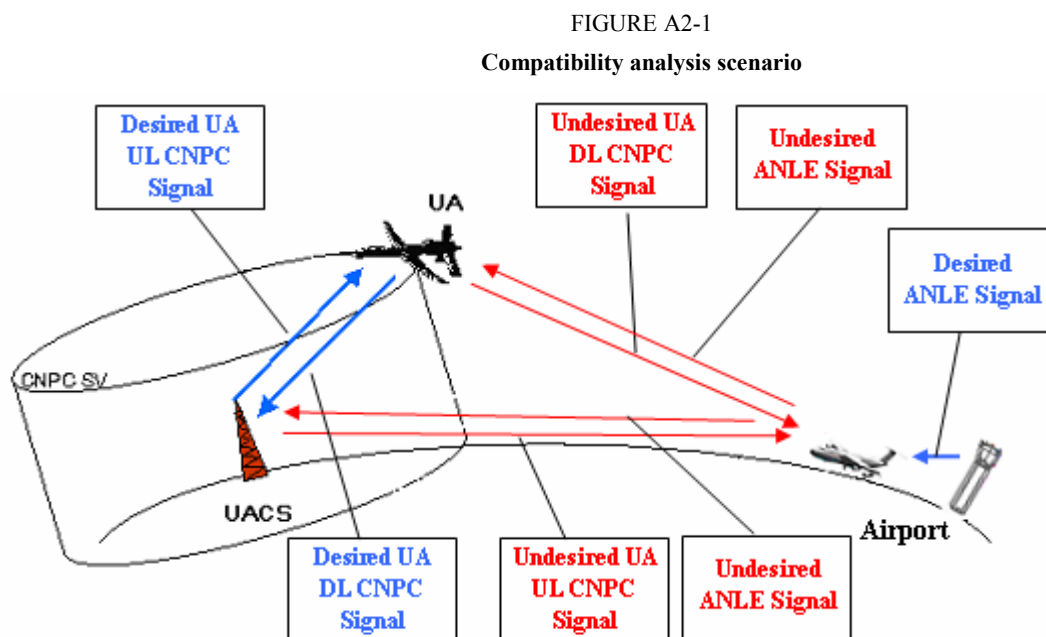 FIGURE A2-1
Compatibility analysis scenario
Desired UA
UL CNPC
Signal
Undesired UA
DL CNPC
Signal
Undesired
ANLE Signal
UA
Desired
ANLE Signal
CNPC SV
UACS
Airport
Desired UA
DL CNPC
Signal
Undesired UA
UL CNPC
Signal
Undesired
ANLE Signal